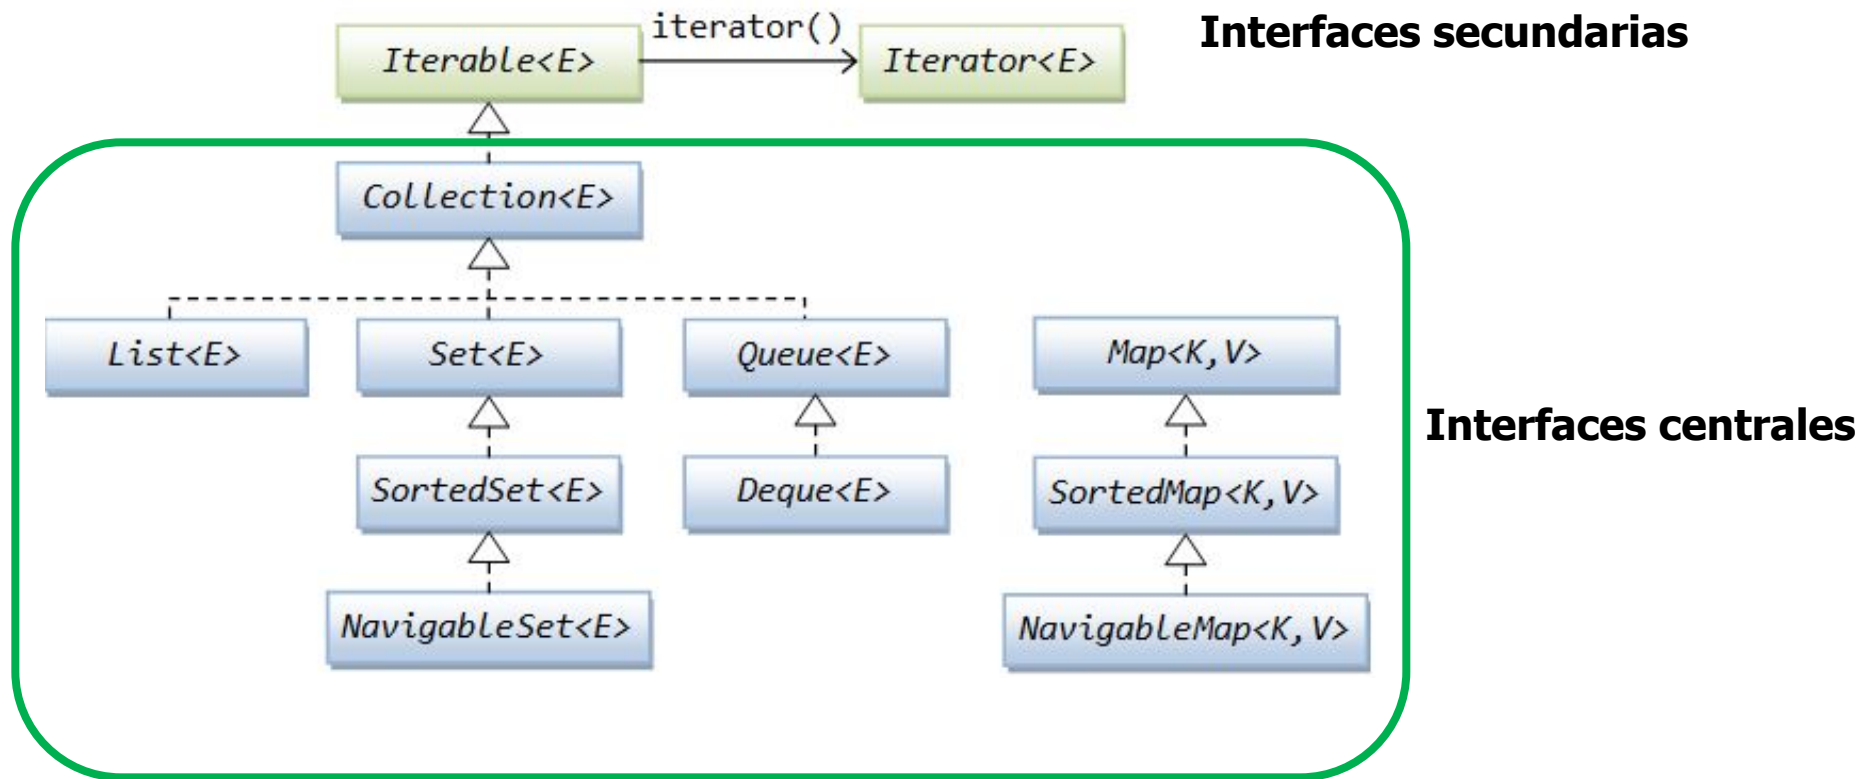 iterator()
Interfaces secundarias
Iterable<E>
Iterator<E>
Collection<E>
List<E>
Set<E>
Queue<E>
Map<K,V>
Interfaces centrales
SortedSet<E>
Deque<E>
SortedMap<K,V>
NavigableSet<E>
NavigableMap<K,V>